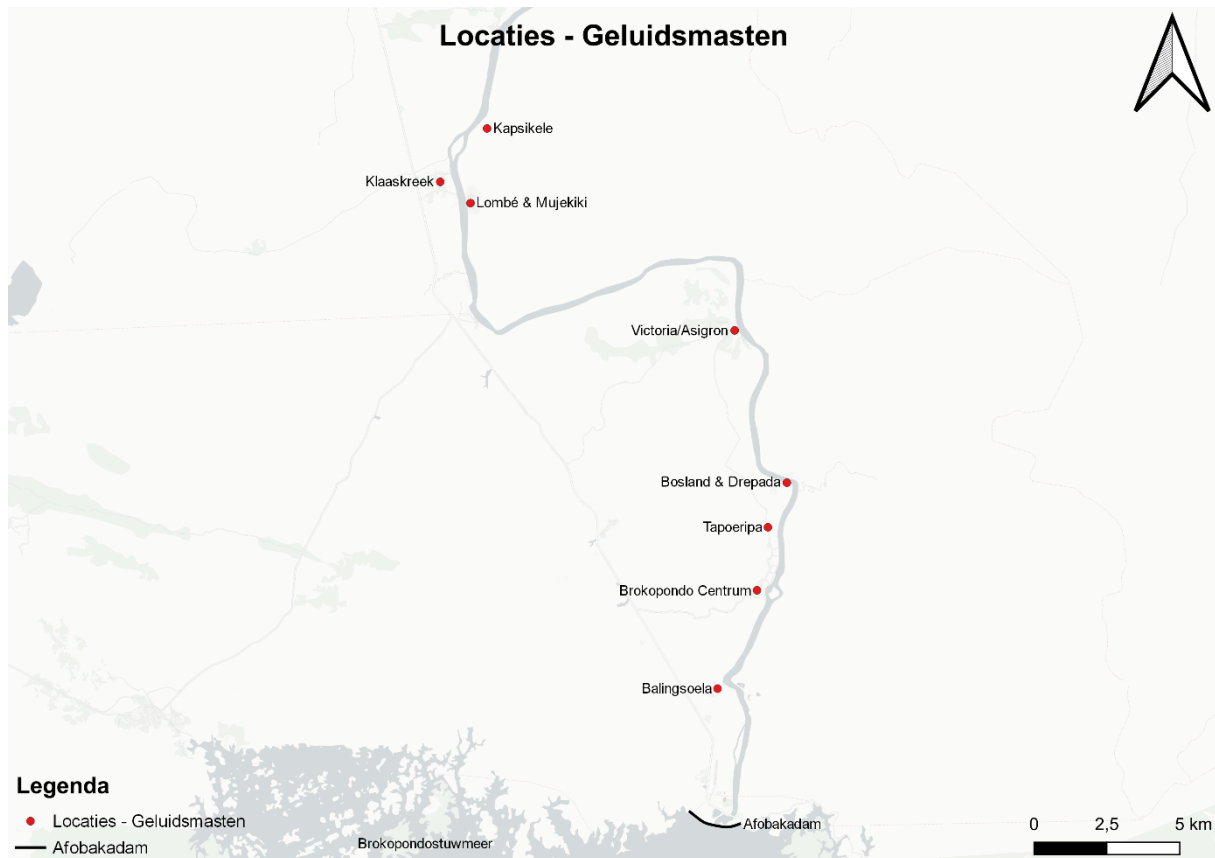 Locaties - Geluidsmasten
Kapsikele
Klaaskreek
Lombé & Mujekiki
Victoria/Asigron
Bosland & Drepada
Tapoeripa
Brokopondo Centrum
Balingsoela
Legenda
Locaties - Geluidsmasten
Afobakadam
Brokopondostuwmeer
Afobakadam
0 2,5 5 km